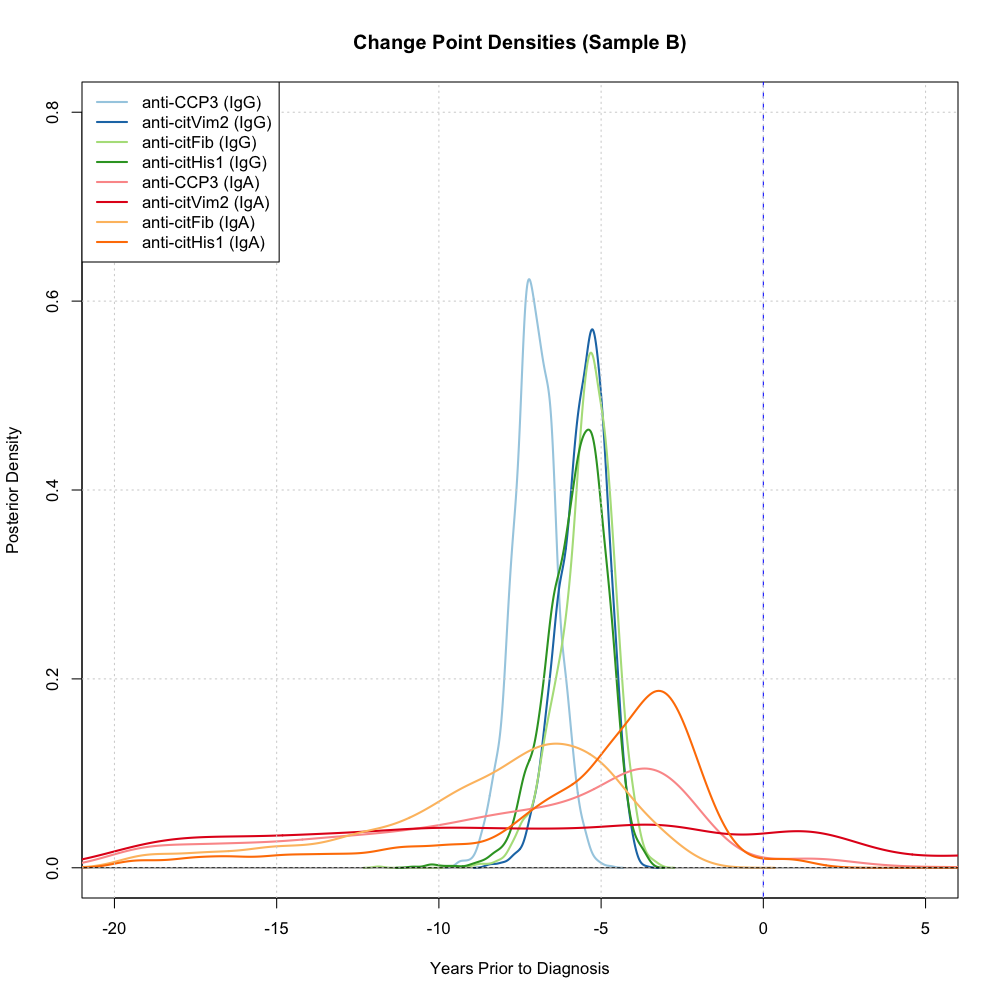 Change Point Densities (Sample B)
anti-CCP3 (IgG)
anti-citVim2 (IgG)
anti-citFib (IgG)
anti-citHis1 (IgG)
anti-CCP3 (IgA)
anti-citVim2 (IgA)
anti-citFib (IgA)
anti-citHis1 (IgA)
Posterior Density
0.8
0.6
0.4
0.2
0.0
-20 -15 -10 -5 0 5
Years Prior to Diagnosis